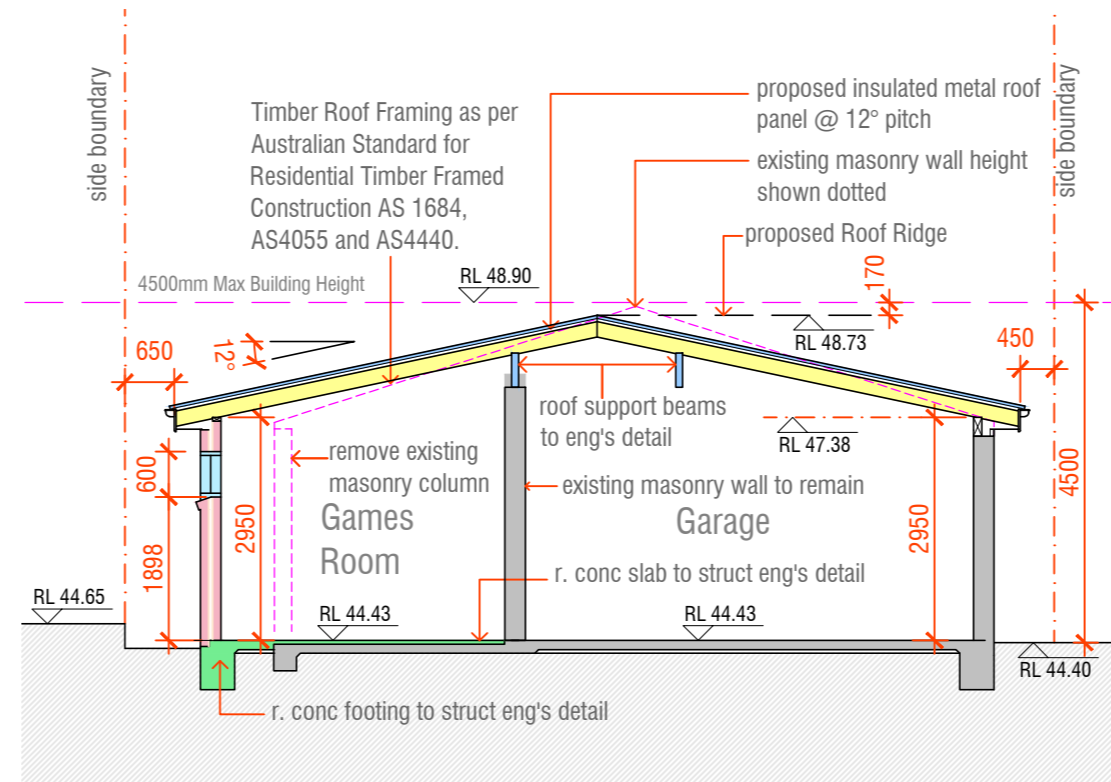 side boundary
Timber Roof Framing as per
Australian Standard for
Residential Timber Framed
Construction AS 1684,
AS4055 and AS4440.
proposed insulated metal roof
panel @ 12° pitch
existing masonry wall height
shown dotted
proposed Roof Ridge
side boundary
4500mm Max Building Height
RL 48.90
170
RL 48.73
650
12°
450
roof support beams
to eng's detail
RL 47.38
600
remove existing
masonry column
existing masonry wall to remain
4500
2950
Games
Room
Garage
2950
1898
r. conc slab to struct eng's detail
RL 44.65
RL 44.43
RL 44.43
RL 44.40
r. conc footing to struct eng's detail